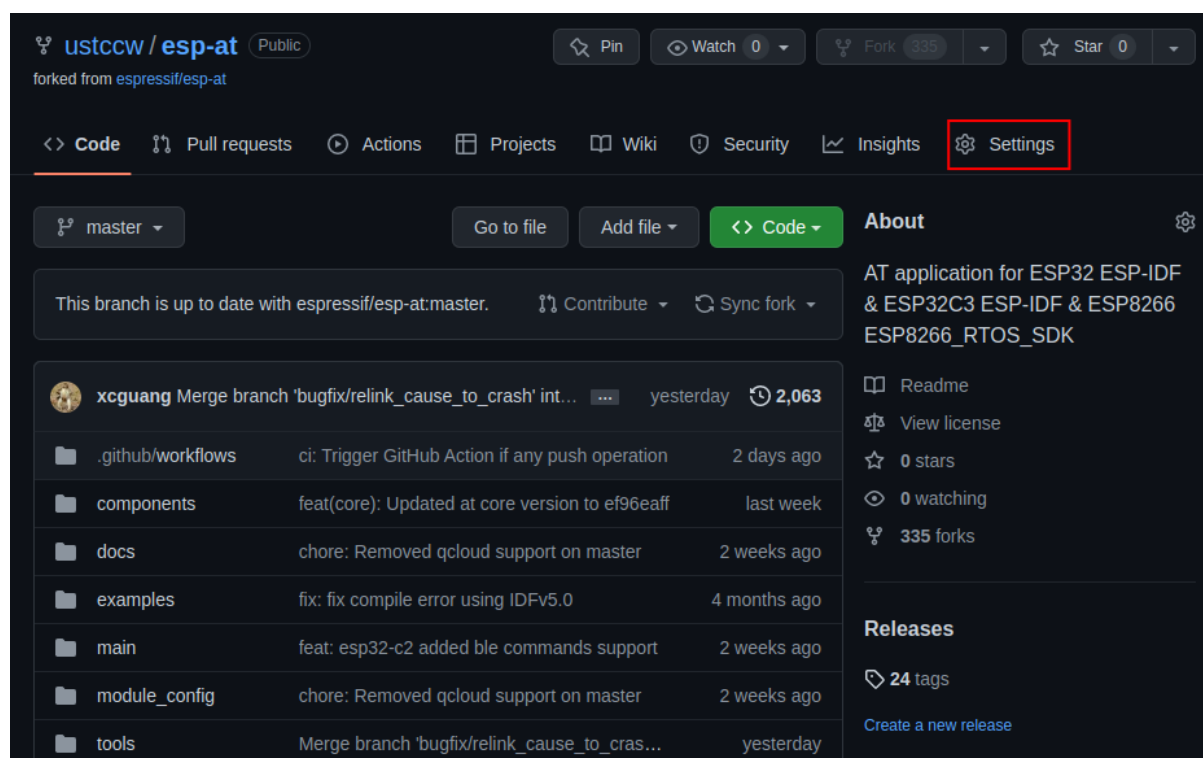 ustccw / esp-at Public Pin Watch 0 Fork 335 Star 0
forked from espressif/esp-at
Code Pull requests Actions Projects Wiki Security Insights Settings
master Go to file Add file Code
This branch is up to date with espressif/esp-at:master. Contribute Sync fork
xcguang Merge branch 'bugfix/relink_cause_to_crash' int... ... yesterday 2,063
.github/workflows ci: Trigger GitHub Action if any push operation 2 days ago
components feat(core): Updated at core version to ef96eaff last week
docs chore: Removed qcloud support on master 2 weeks ago
examples fix: fix compile error using IDFv5.0 4 months ago
main feat: esp32-c2 added ble commands support 2 weeks ago
module_config chore: Removed qcloud support on master 2 weeks ago
tools Merge branch 'bugfix/relink_cause_to_cras... yesterday
About
AT application for ESP32 ESP-IDF
& ESP32C3 ESP-IDF & ESP8266
ESP8266_RTOS_SDK
Readme
View license
0 stars
0 watching
335 forks
Releases
24 tags
Create a new release